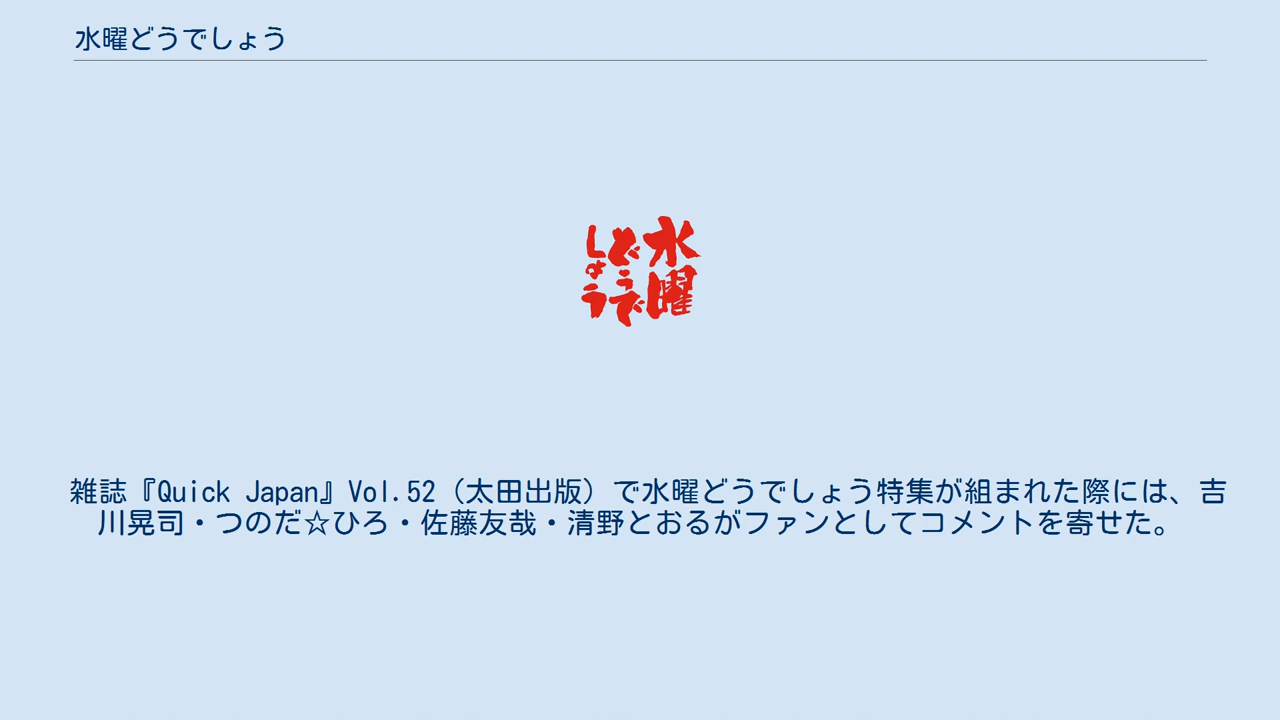 水曜どうでしょう
水曜
どうで
しょう
雑誌『Quick Japan』Vol.52（太田出版）で水曜どうでしょう特集が組まれた際には、吉
川晃司・つのだ☆ひろ・佐藤友哉・清野とおるがファンとしてコメントを寄せた。